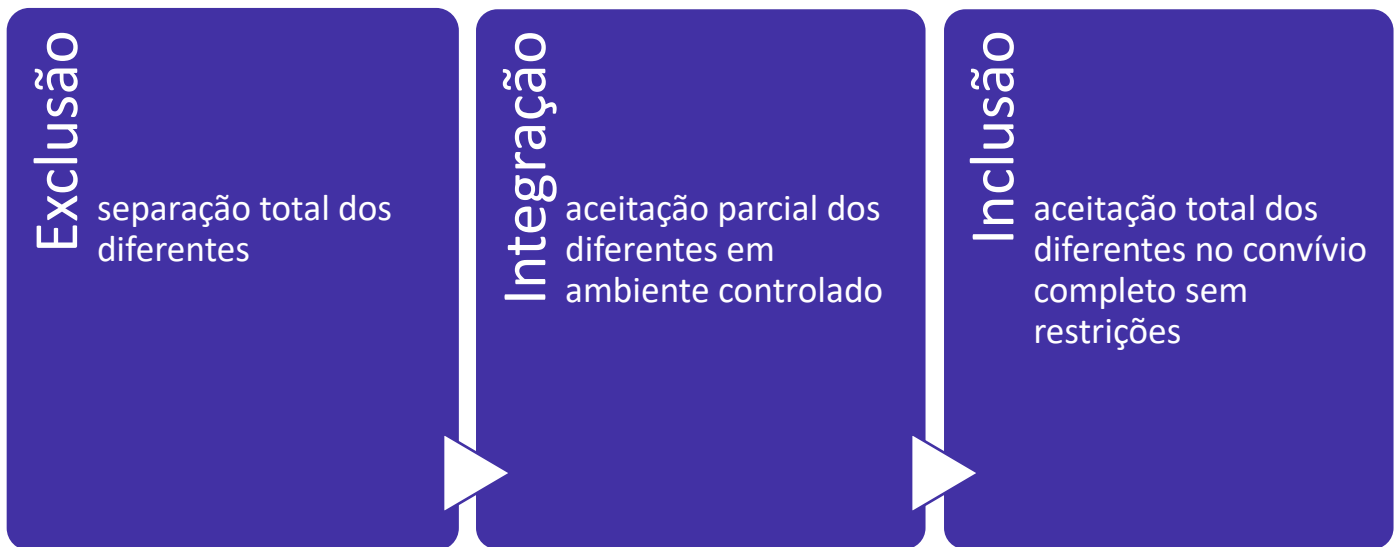 Exclusão
separação total dos
diferentes
Integração
aceitação parcial dos
diferentes em
ambiente controlado
Inclusão
aceitação total dos
diferentes no convívio
completo sem
restrições